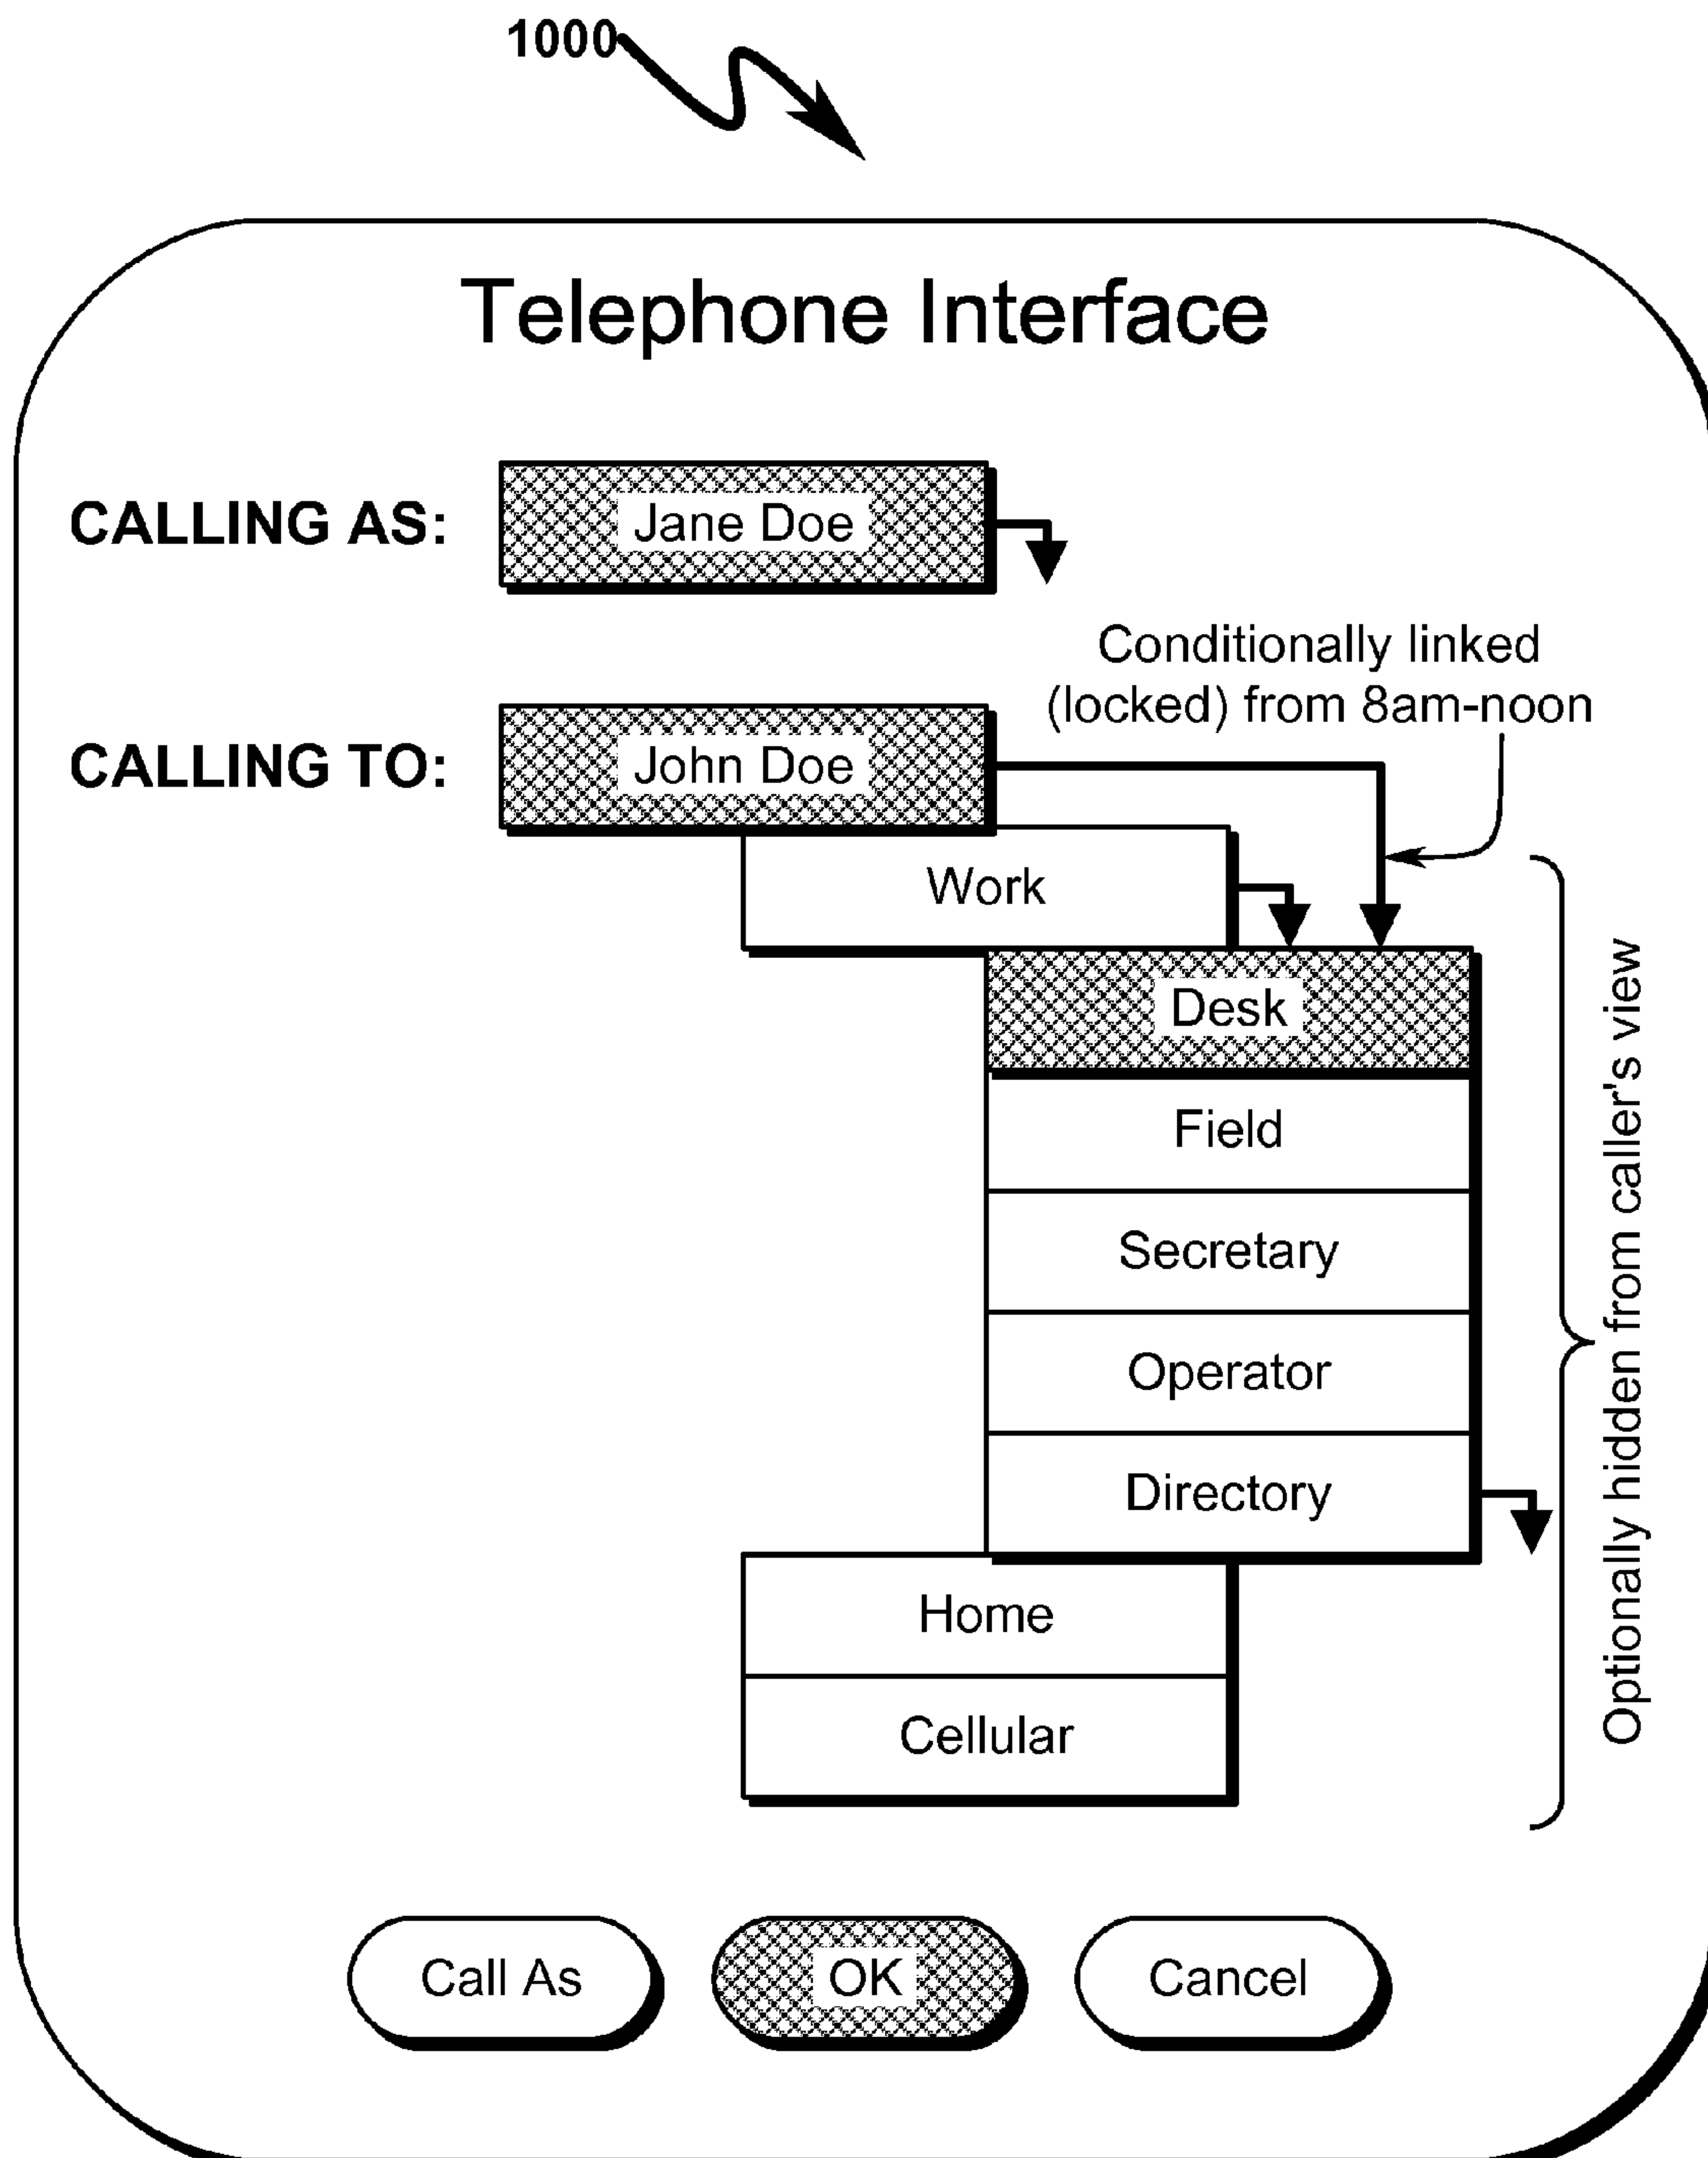 1000
Telephone Interface
CALLING AS:
Jane Doe
Conditionally linked
(locked) from 8am-noon
CALLING TO:
John Doe
Work
Desk
Field
Secretary
Operator
Directory
Home
Cellular
Optionally hidden from caller's view
Call As
OK
Cancel